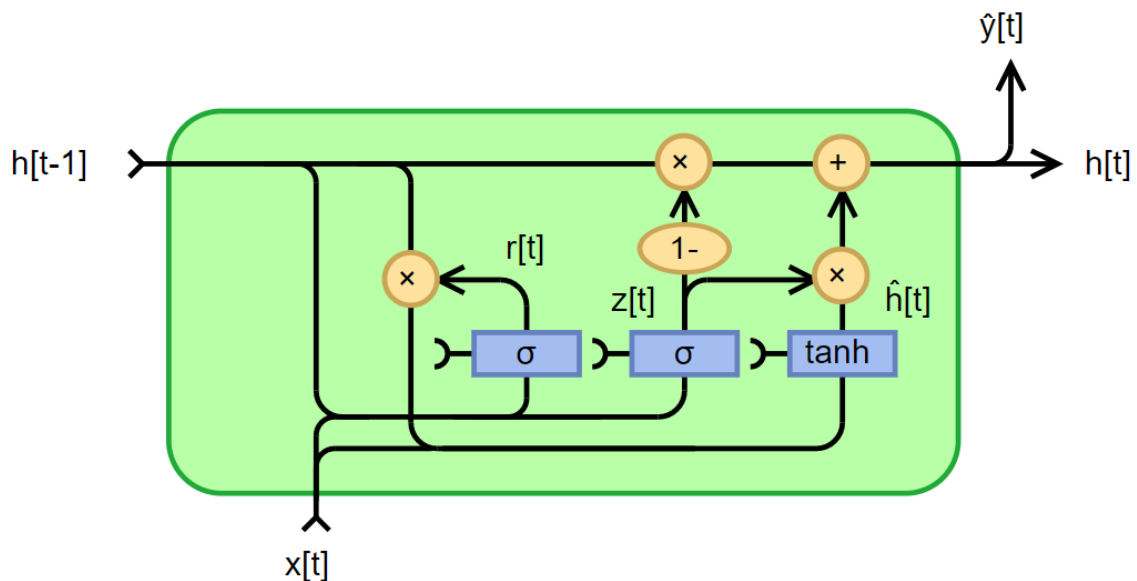 ŷ[t]
h[t-1]
×
+
h[t]
1-
r[t]
×
z[t]
×
ĥ[t]
σ
σ
tanh
x[t]